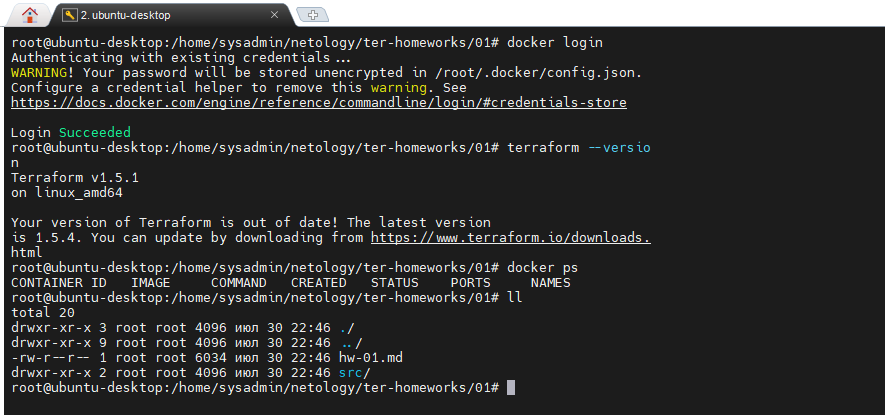 2. ubuntu-desktop
root@ubuntu-desktop:/home/sysadmin/netology/ter-homeworks/01# docker login
Authenticating with existing credentials...
WARNING! Your password will be stored unencrypted in /root/.docker/config.json.
Configure a credential helper to remove this warning. See
https://docs.docker.com/engine/reference/commandline/login/#credentials-store
Login Succeeded
root@ubuntu-desktop:/home/sysadmin/netology/ter-homeworks/01# terraform --versio
n
Terraform v1.5.1
on linux_amd64
Your version of Terraform is out of date! The latest version
is 1.5.4. You can update by downloading from https://www.terraform.io/downloads.
html
root@ubuntu-desktop:/home/sysadmin/netology/ter-homeworks/01# docker ps
CONTAINER ID   IMAGE     COMMAND   CREATED   STATUS    PORTS     NAMES
root@ubuntu-desktop:/home/sysadmin/netology/ter-homeworks/01# ll
total 20
drwxr-xr-x 3 root root 4096 июл 30 22:46 ./
drwxr-xr-x 9 root root 4096 июл 30 22:46 ../
-rw-r--r-- 1 root root 6034 июл 30 22:46 hw-01.md
drwxr-xr-x 2 root root 4096 июл 30 22:46 src/
root@ubuntu-desktop:/home/sysadmin/netology/ter-homeworks/01#